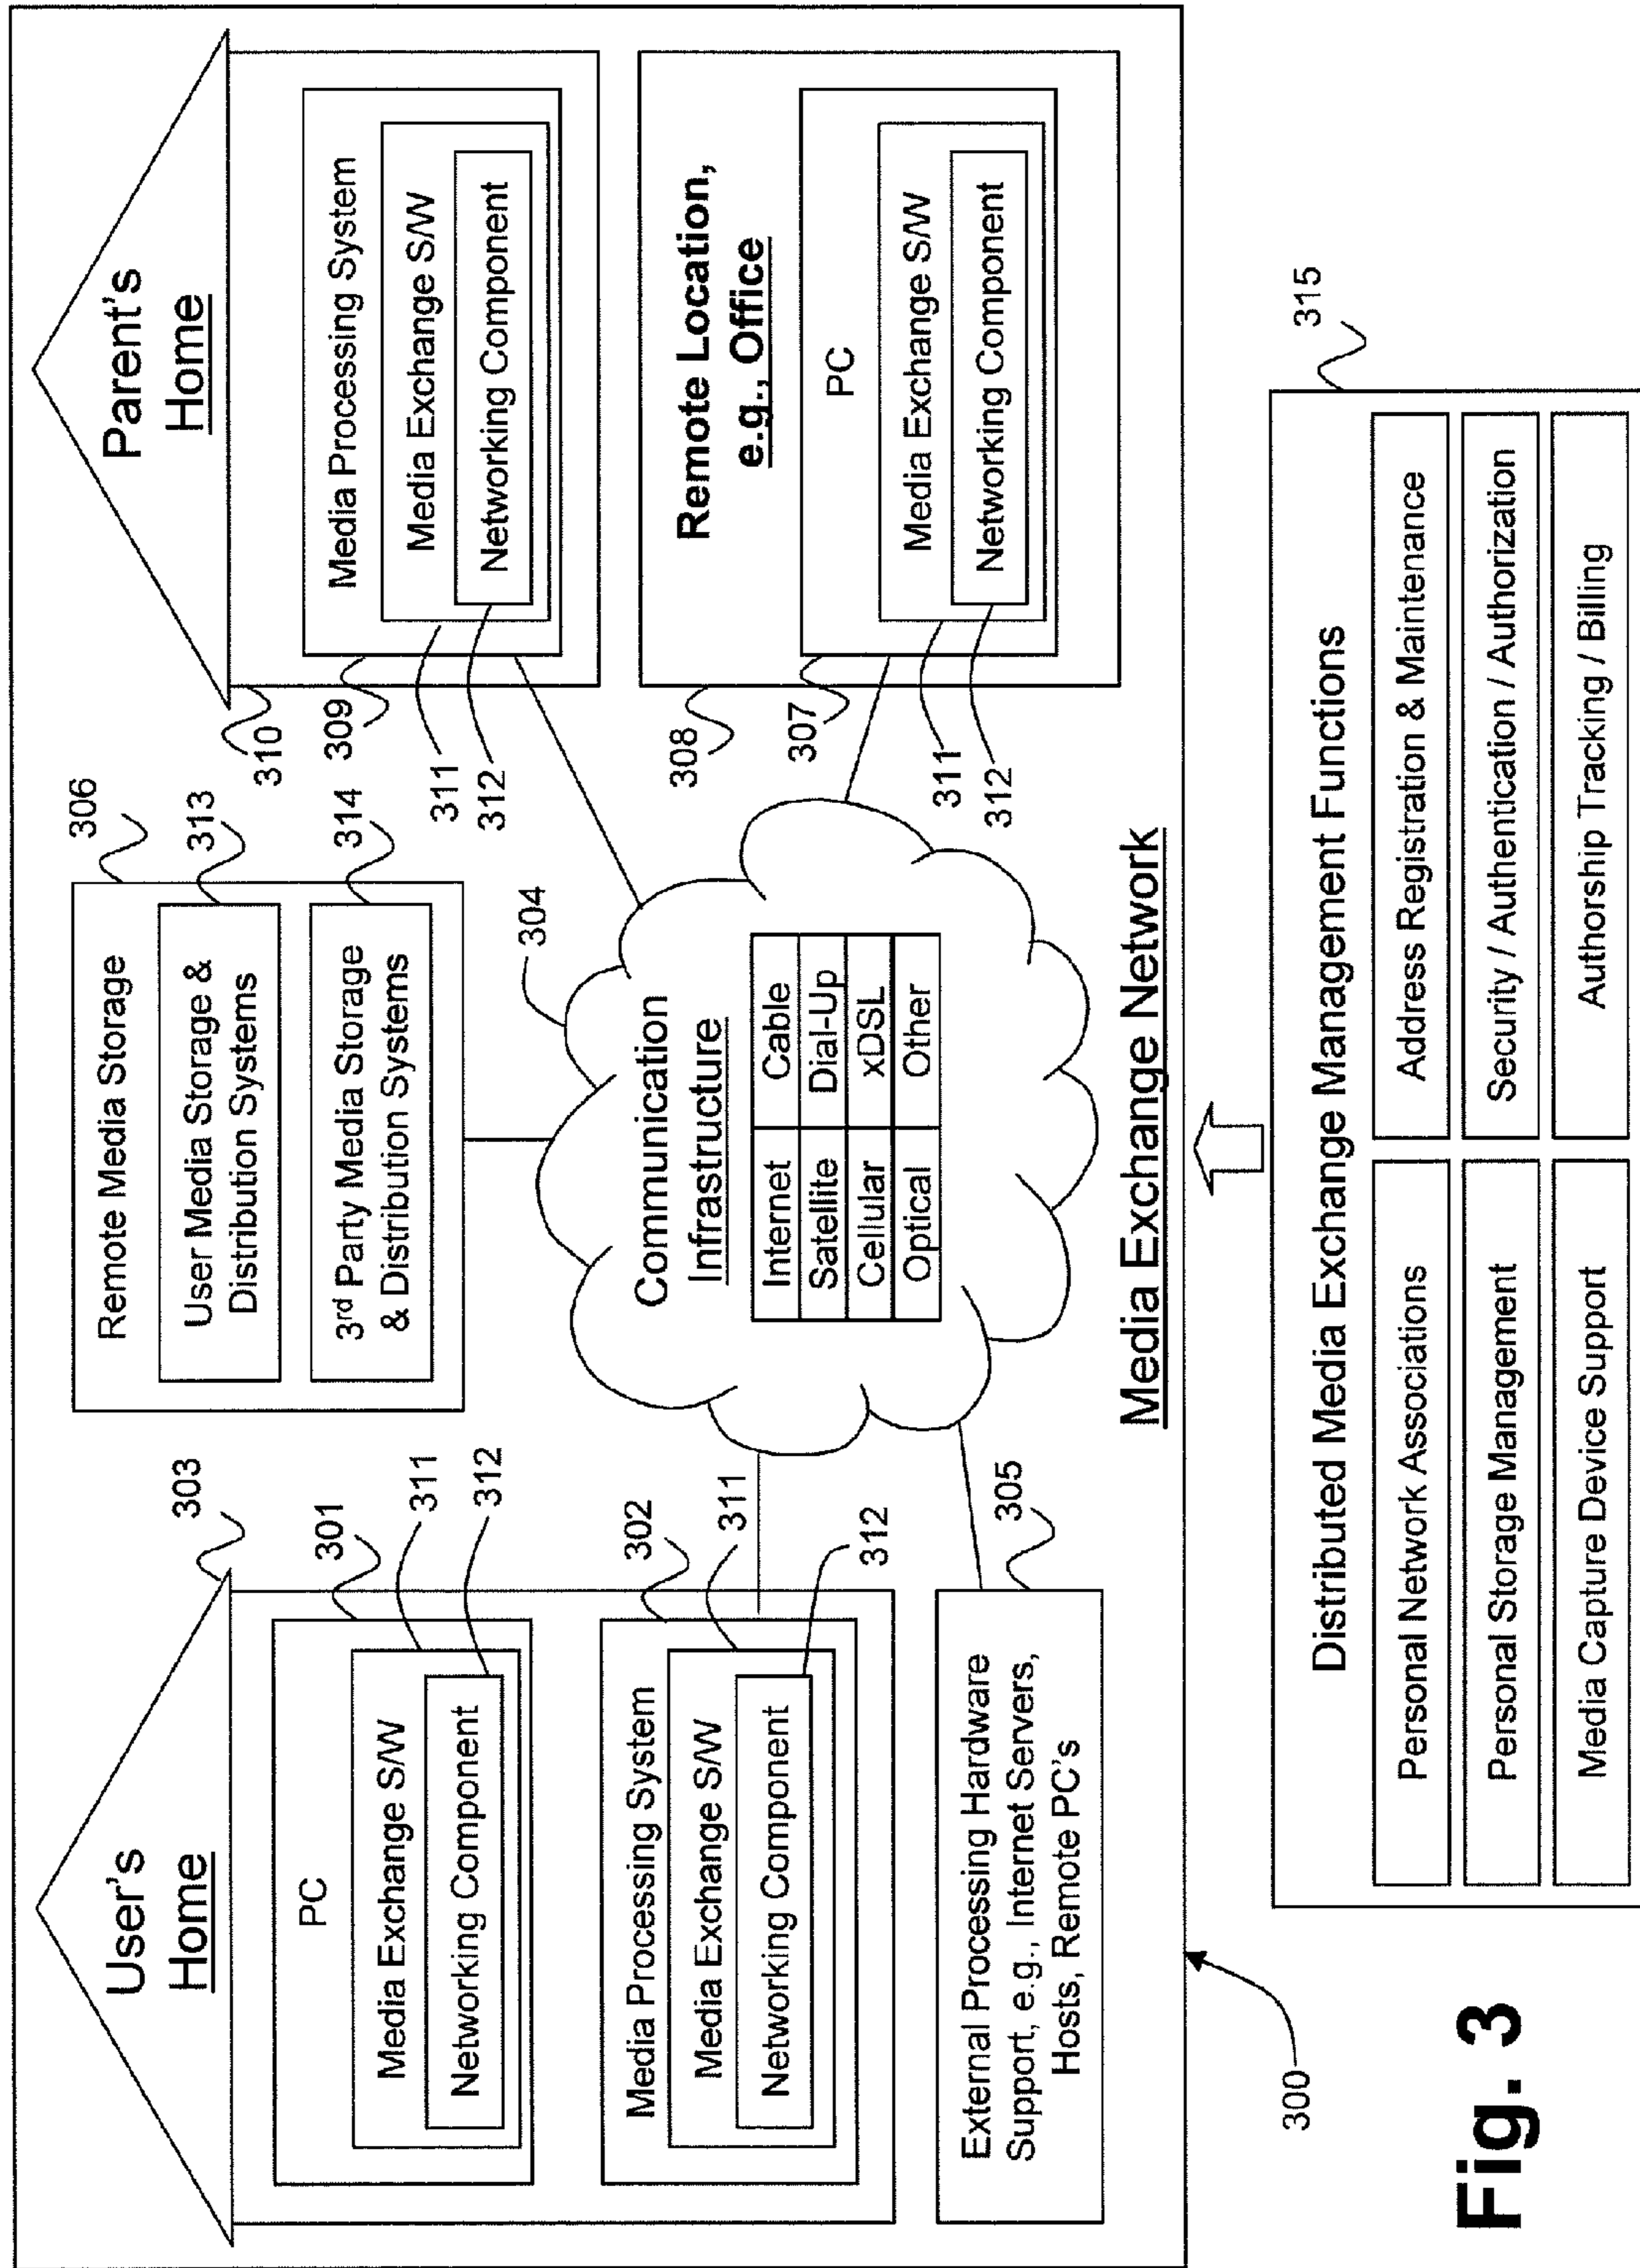 User's
Home
303
PC
301
Media Exchange S/W
311
Networking Component
312
Media Processing System
302
Media Exchange S/W
311
Networking Component
312
External Processing Hardware
Support, e.g., Internet Servers,
Hosts, Remote PC's
305
Remote Media Storage
306
User Media Storage &
Distribution Systems
313
3rd Party Media Storage
& Distribution Systems
314
304
Communication
Infrastructure
Internet Cable
Satellite Dial-Up
Cellular xDSL
Optical Other
Parent's
Home
310
Media Processing System
309
Media Exchange S/W
311
Networking Component
312
Remote Location,
e.g., Office
308
PC
307
Media Exchange S/W
311
Networking Component
312
Media Exchange Network
300
315
Distributed Media Exchange Management Functions
Personal Network Associations
Address Registration & Maintenance
Personal Storage Management
Security / Authentication / Authorization
Media Capture Device Support
Authorship Tracking / Billing
Fig. 3